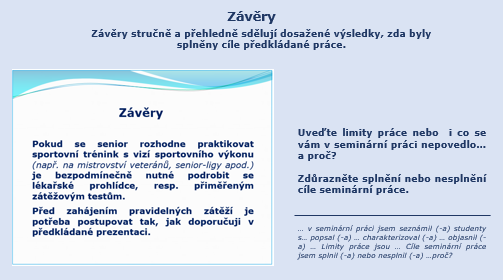 Závěry
Závěry stručně a přehledně sdělují dosažené výsledky, zda byly
splněny cíle předkládané práce.
Závěry
Pokud se senior rozhodne praktikovat
sportovní trénink s vizí sportovního výkonu
(např. na mistrovství veteránů, senior-ligy apod.)
je bezpodmínečně nutné podrobit se
lékařské prohlídce, resp. přiměřeným
zátěžovým testům.
Před zahájením pravidelných zátěží je
potřeba postupovat tak, jak doporučuji v
předkládané prezentaci.
Uveďte limity práce nebo i co se
vám v seminární práci nepovedlo…
a proč?
Zdůrazněte splnění nebo nesplnění
cíle seminární práce.
… v seminární práci jsem seznámil (-a) studenty
s… popsal (-a) … charakterizoval (-a) … objasnil (-
a) … Limity práce jsou … Cíle seminární práce
jsem splnil (-a) nebo nesplnil (-a) …proč?